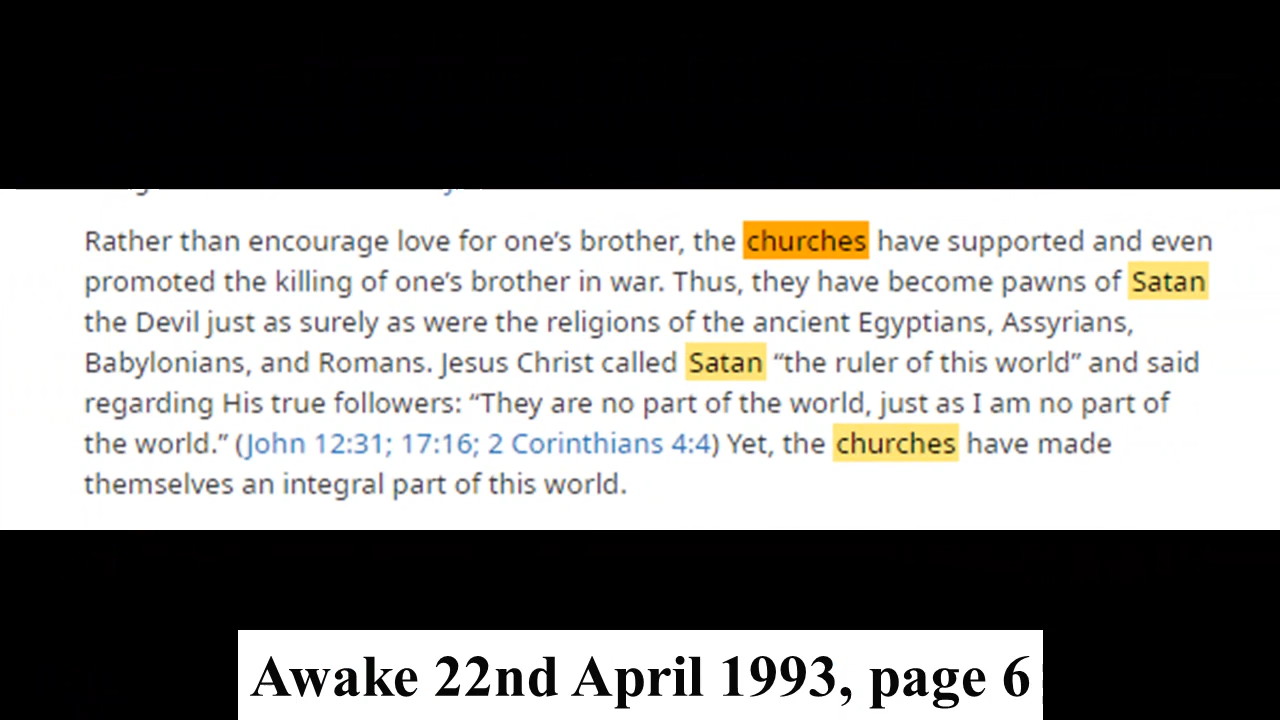 Rather than encourage love for one’s brother, the churches have supported and even
promoted the killing of one’s brother in war. Thus, they have become pawns of Satan
the Devil just as surely as were the religions of the ancient Egyptians, Assyrians,
Babylonians, and Romans. Jesus Christ called Satan “the ruler of this world” and said
regarding His true followers: “They are no part of the world, just as I am no part of
the world.” (John 12:31; 17:16; 2 Corinthians 4:4) Yet, the churches have made
themselves an integral part of this world.
Awake 22nd April 1993, page 6